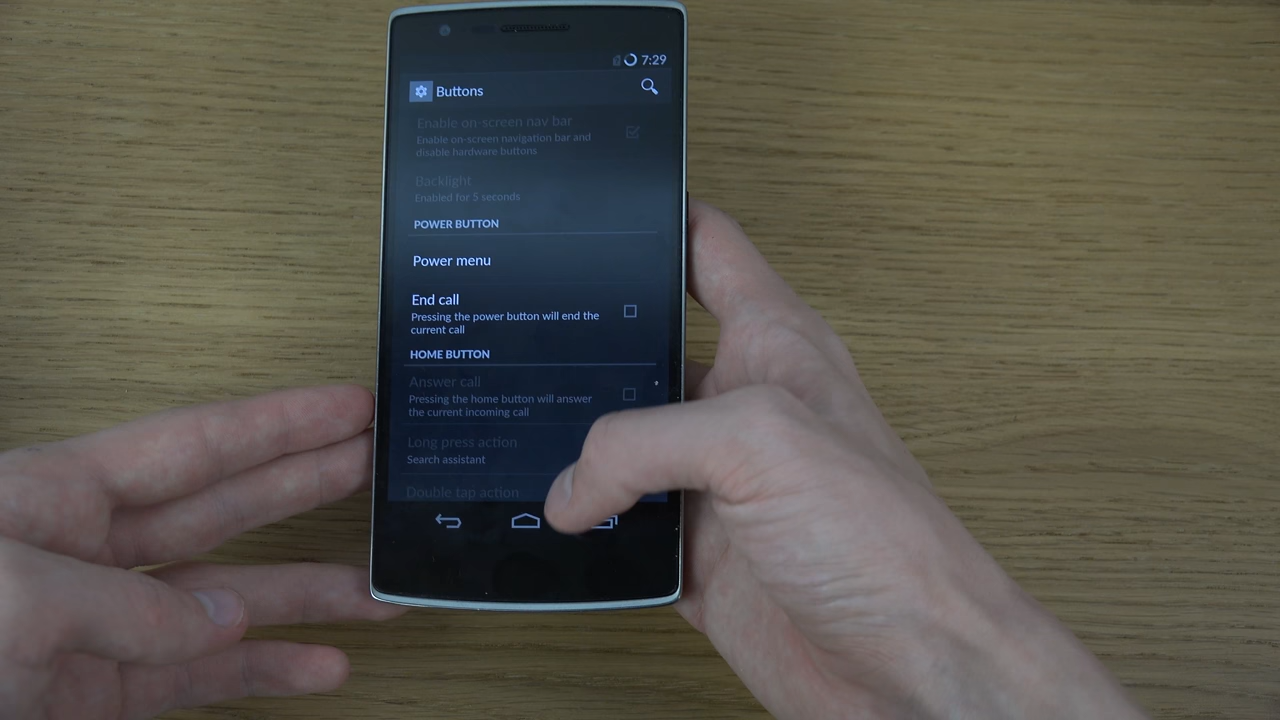 7:29
Buttons
Enable on-screen nav bar
Enable on-screen navigation bar and
disable hardware buttons
Backlight
Enabled for 5 seconds
POWER BUTTON
Power menu
End call
Pressing the power button will end the
current call
HOME BUTTON
Answer call
Pressing the home button will answer
the current incoming call
Long press action
Search assistant
Double tap action